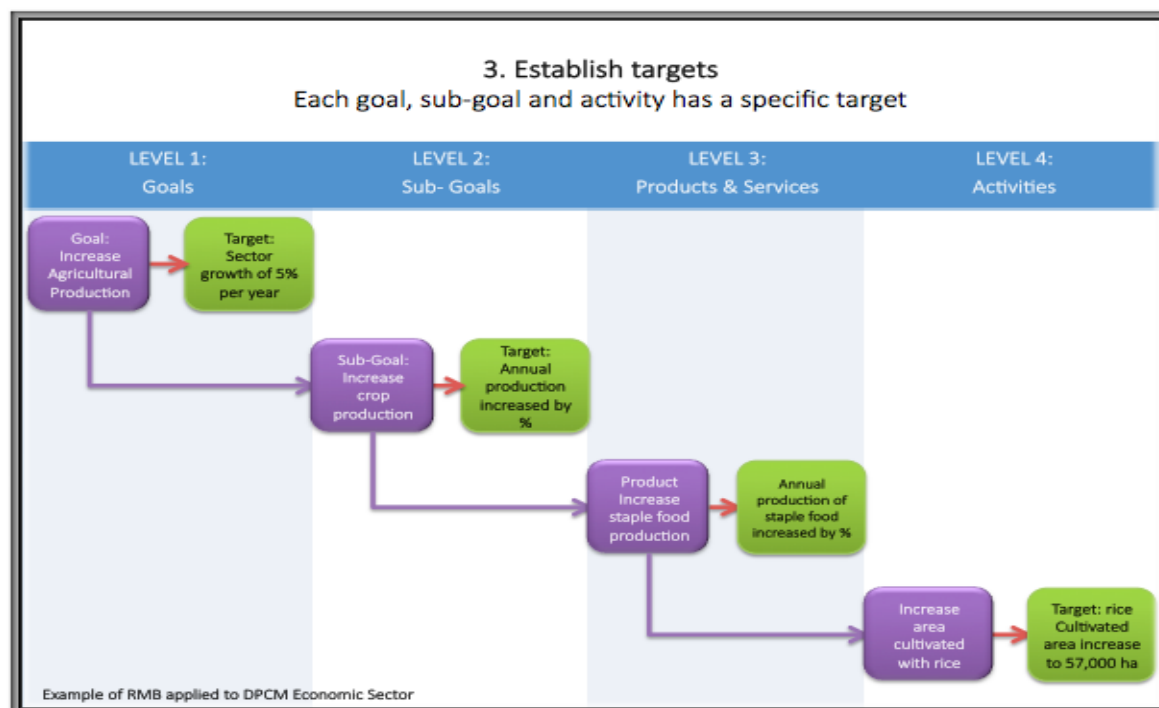 3. Establish targets
Each goal, sub-goal and activity has a specific target
LEVEL 1:
Goals
LEVEL 2:
Sub- Goals
LEVEL 3:
Products & Services
LEVEL 4:
Activities
Goal:
Increase
Agricultural
Production
Target:
Sector
growth of 5%
per year
Sub-Goal:
Increase
crop
production
Target:
Annual
production
increased by
%
Product
Increase
staple food
production
Annual
production of
staple food
increased by %
Increase
area
cultivated
with rice
Target: rice
Cultivated
area increase
to 57,000 ha
Example of RMB applied to DPCM Economic Sector